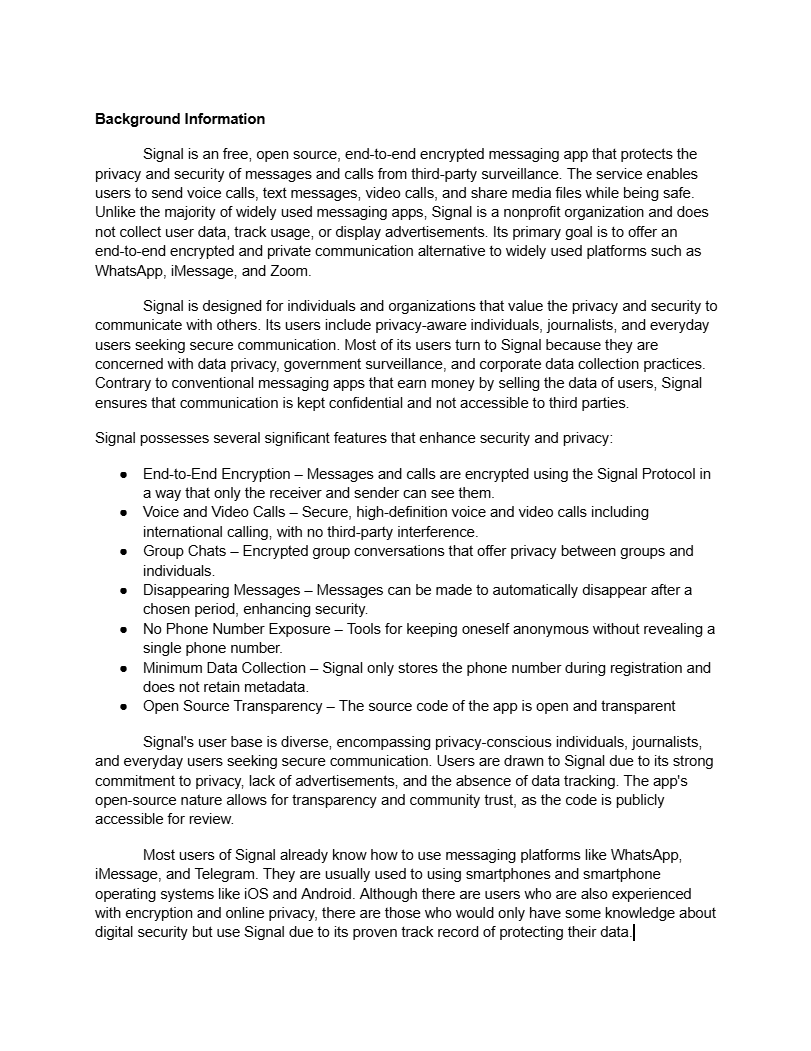 Background Information
Signal is an free, open source, end-to-end encrypted messaging app that protects the
privacy and security of messages and calls from third-party surveillance. The service enables
users to send voice calls, text messages, video calls, and share media files while being safe.
Unlike the majority of widely used messaging apps, Signal is a nonprofit organization and does
not collect user data, track usage, or display advertisements. Its primary goal is to offer an
end-to-end encrypted and private communication alternative to widely used platforms such as
WhatsApp, iMessage, and Zoom.
Signal is designed for individuals and organizations that value the privacy and security to
communicate with others. Its users include privacy-aware individuals, journalists, and everyday
users seeking secure communication. Most of its users turn to Signal because they are
concerned with data privacy, government surveillance, and corporate data collection practices.
Contrary to conventional messaging apps that earn money by selling the data of users, Signal
ensures that communication is kept confidential and not accessible to third parties.
Signal possesses several significant features that enhance security and privacy:
● End-to-End Encryption – Messages and calls are encrypted using the Signal Protocol in
a way that only the receiver and sender can see them.
● Voice and Video Calls – Secure, high-definition voice and video calls including
international calling, with no third-party interference.
● Group Chats – Encrypted group conversations that offer privacy between groups and
individuals.
● Disappearing Messages – Messages can be made to automatically disappear after a
chosen period, enhancing security.
● No Phone Number Exposure – Tools for keeping oneself anonymous without revealing a
single phone number.
● Minimum Data Collection – Signal only stores the phone number during registration and
does not retain metadata.
● Open Source Transparency – The source code of the app is open and transparent
Signal's user base is diverse, encompassing privacy-conscious individuals, journalists,
and everyday users seeking secure communication. Users are drawn to Signal due to its strong
commitment to privacy, lack of advertisements, and the absence of data tracking. The app's
open-source nature allows for transparency and community trust, as the code is publicly
accessible for review.
Most users of Signal already know how to use messaging platforms like WhatsApp,
iMessage, and Telegram. They are usually used to using smartphones and smartphone
operating systems like iOS and Android. Although there are users who are also experienced
with encryption and online privacy, there are those who would only have some knowledge about
digital security but use Signal due to its proven track record of protecting their data.